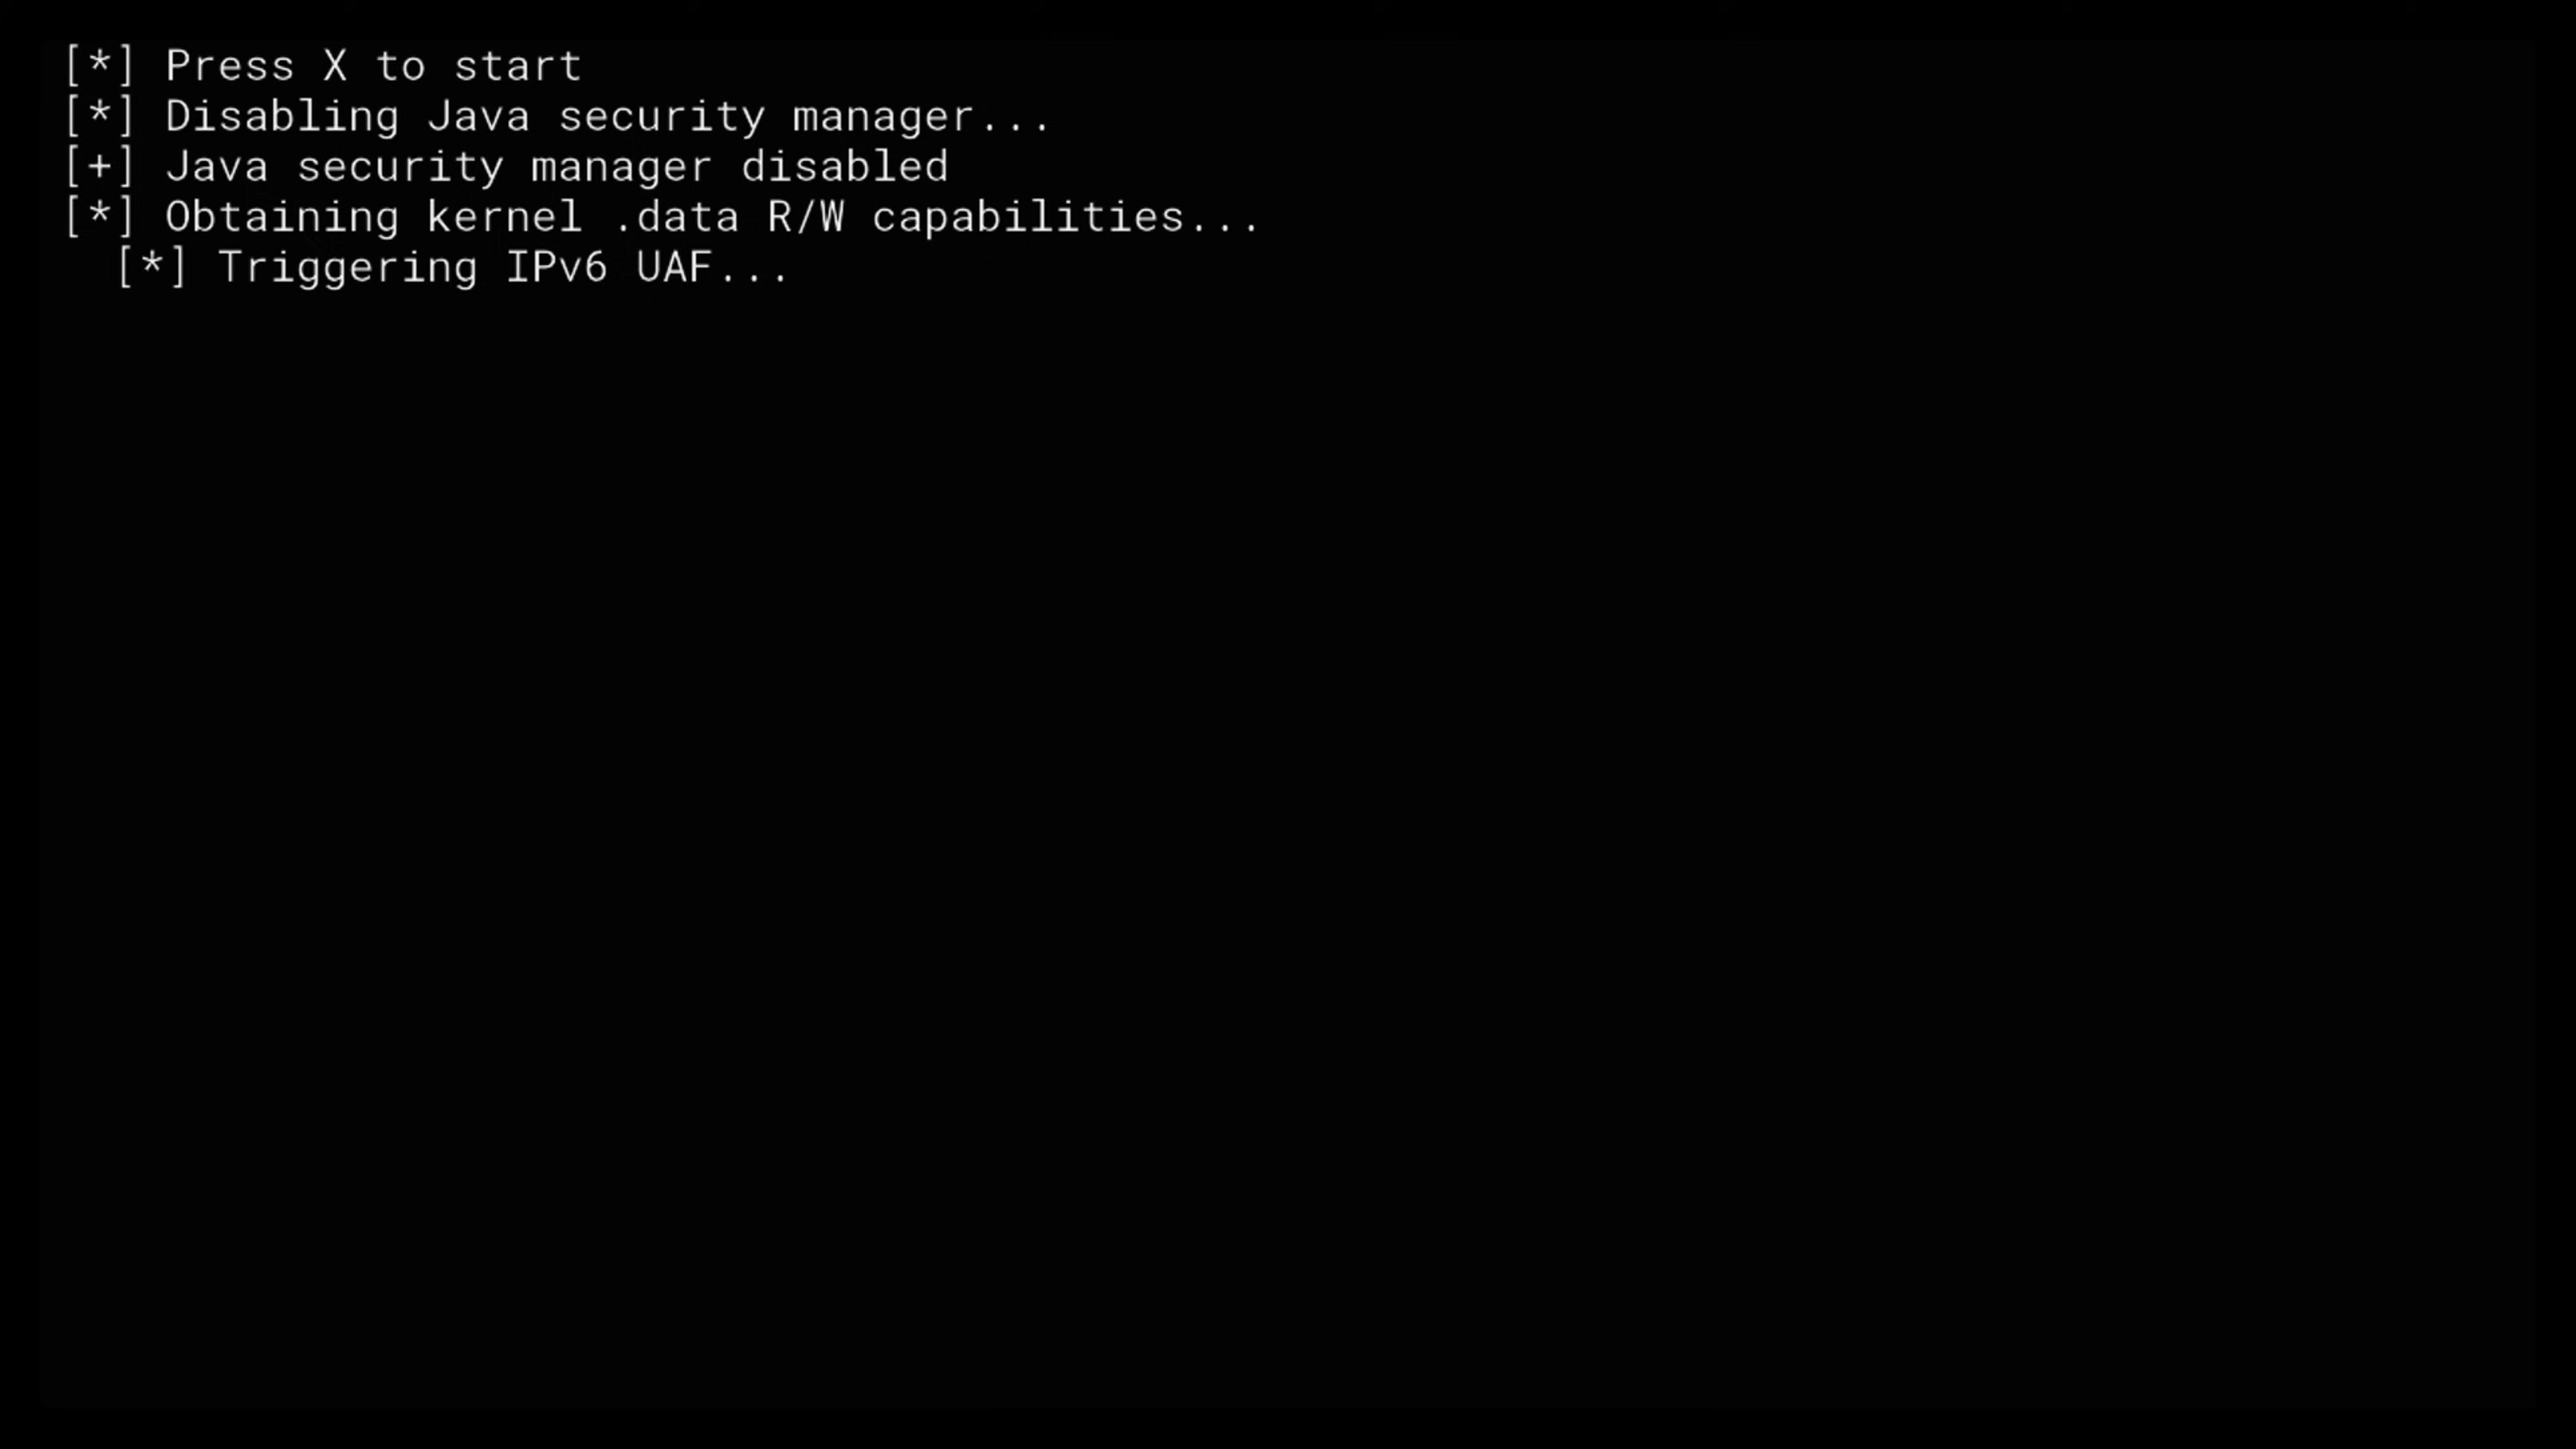 [*] Press X to start
[*] Disabling Java security manager...
[+] Java security manager disabled
[*] Obtaining kernel .data R/W capabilities...
  [*] Triggering IPv6 UAF...